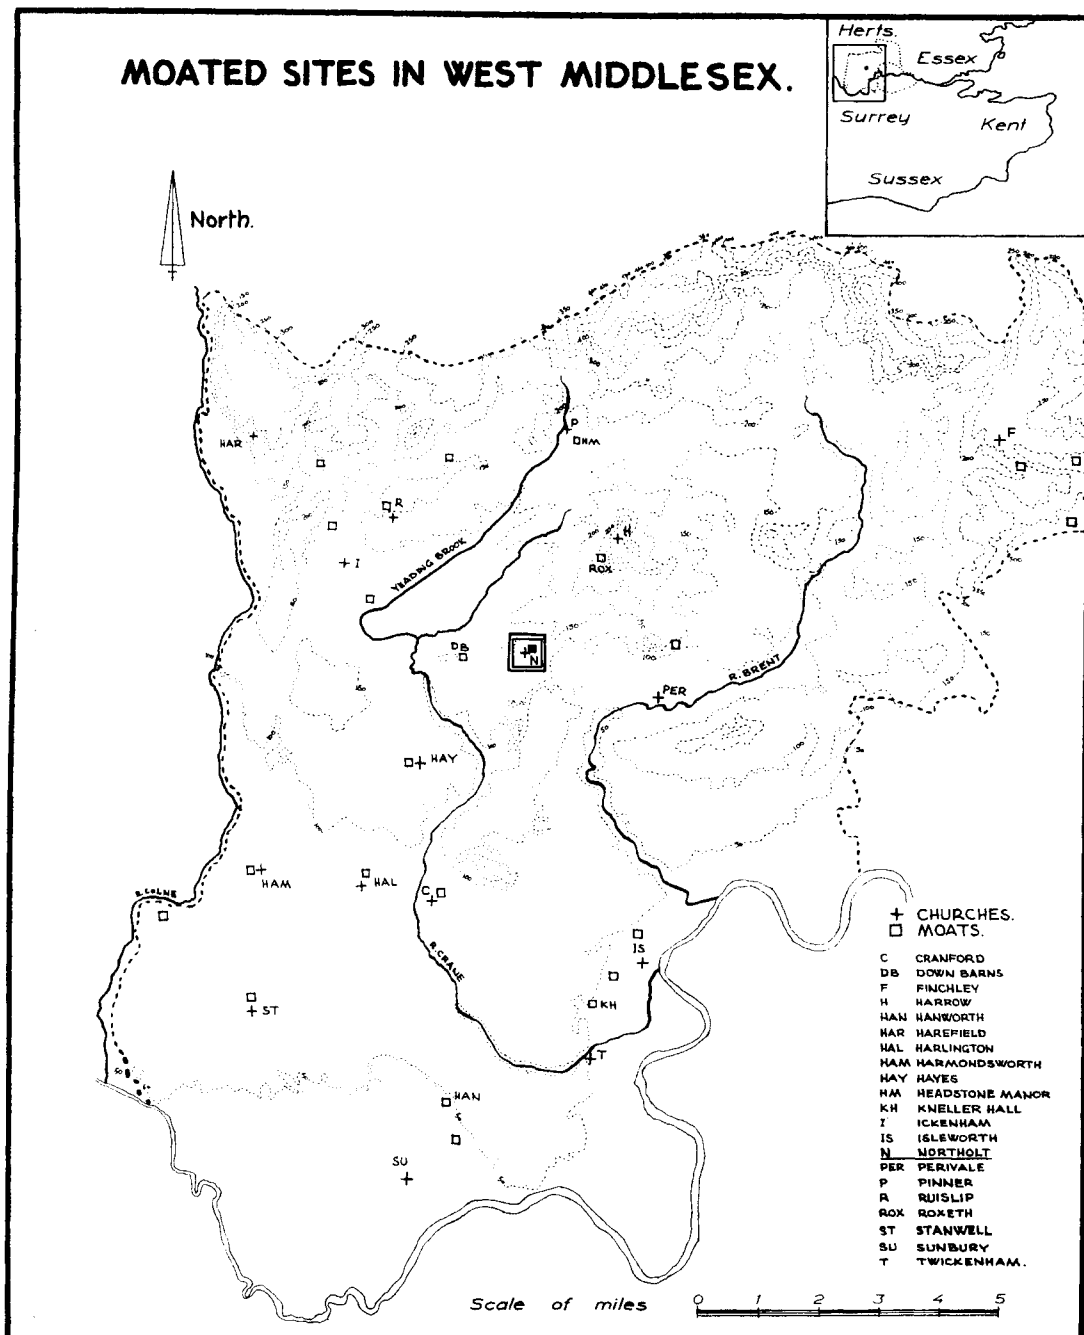 MOATED SITES IN WEST MIDDLESEX.
Herts.
Essex
Surrey
Kent
Sussex
North.
HAR
P
HM
F
R
I
YEADING BROOK
H
ROX
DB
N
R. BRENT
PER
HAY
HAM
HAL
C
R. COLNE
R. CRANE
IS
KH
ST
T
HAN
SU
CHURCHES.
MOATS.
C CRANFORD
DB DOWN BARNS
F FINCHLEY
H HARROW
HAN HANWORTH
HAR HAREFIELD
HAL HARLINGTON
HAM HARMONDSWORTH
HAY HAYES
HM HEADSTONE MANOR
KH KNELLER HALL
I ICKENHAM
IS ISLEWORTH
N NORTHOLT
PER PERIVALE
P PINNER
R RUISLIP
ROX ROXETH
ST STANWELL
SU SUNBURY
T TWICKENHAM.
Scale of miles
0 1 2 3 4 5